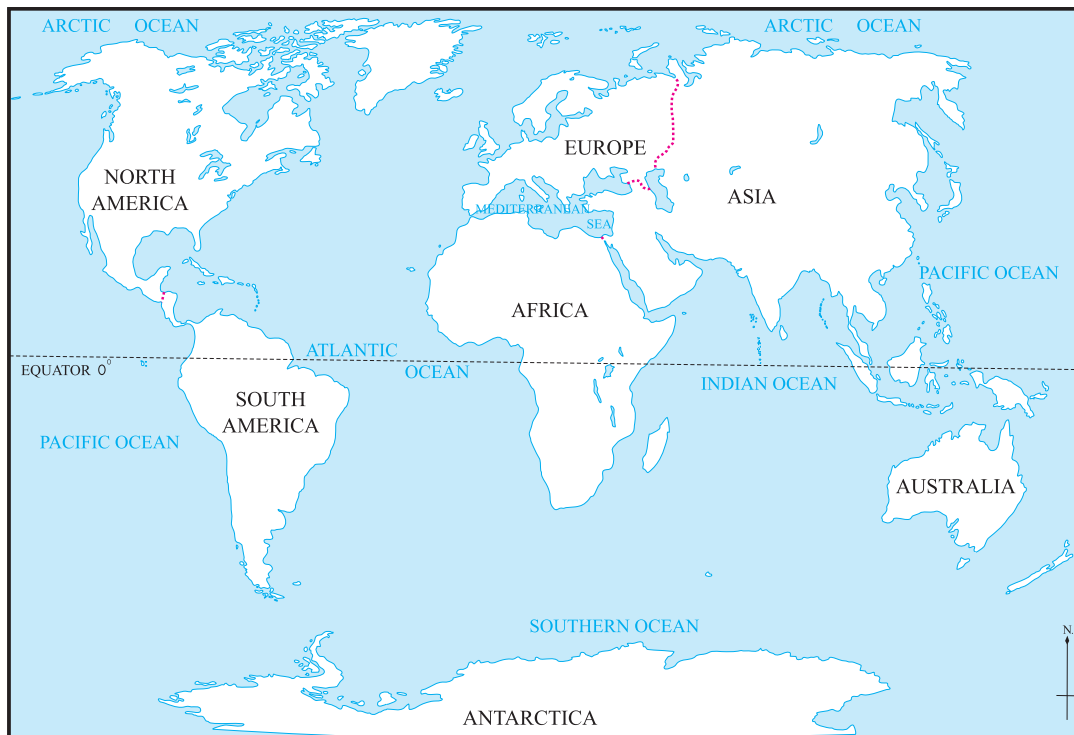 ARCTIC OCEAN
ARCTIC OCEAN
EUROPE
NORTH
AMERICA
ASIA
MEDITERRANEAN
SEA
PACIFIC OCEAN
AFRICA
ATLANTIC
OCEAN
EQUATOR 0°
INDIAN OCEAN
SOUTH
AMERICA
PACIFIC OCEAN
AUSTRALIA
SOUTHERN OCEAN
N.
ANTARCTICA